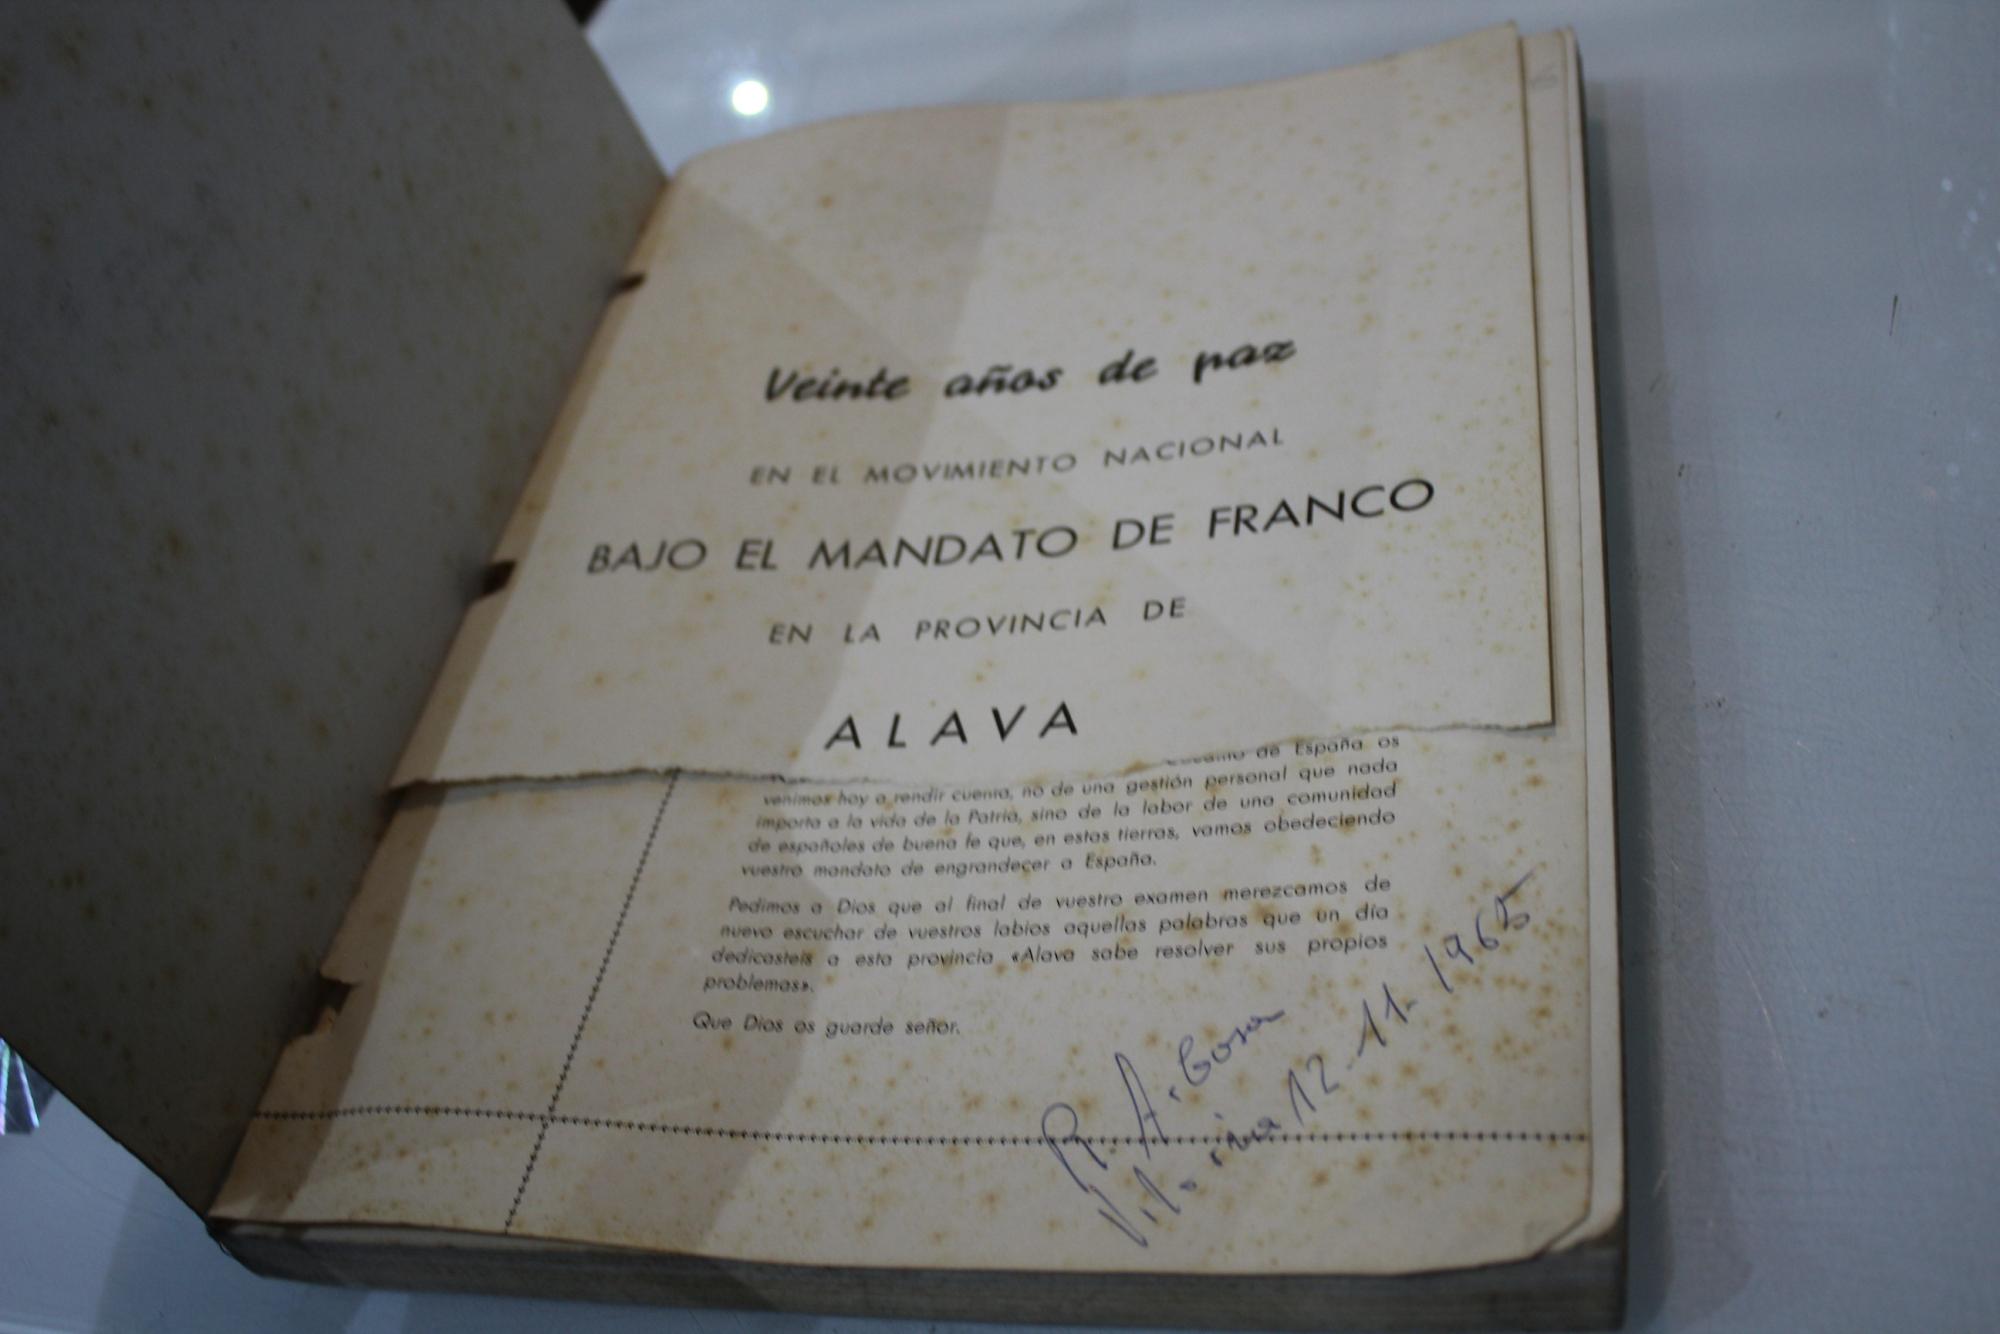 Veinte años de paz
EN EL MOVIMIENTO NACIONAL
BAJO EL MANDATO DE FRANCO
EN LA PROVINCIA DE
ALAVA
de España os
venimos hoy a rendir cuenta, no de una gestión personal que nada
importa a la vida de la Patria, sino de la labor de una comunidad
de españoles de buena fe que, en estas tierras, vamos obedeciendo
vuestro mandato de engrandecer a España.
Pedimos a Dios que al final de vuestro examen merezcamos de
nuevo escuchar de vuestros labios aquellas palabras que un día
dedicasteis a esta provincia «Alava sabe resolver sus propios
problemas».
Que Dios os guarde señor.
R.
Vitoria 12-11-1965